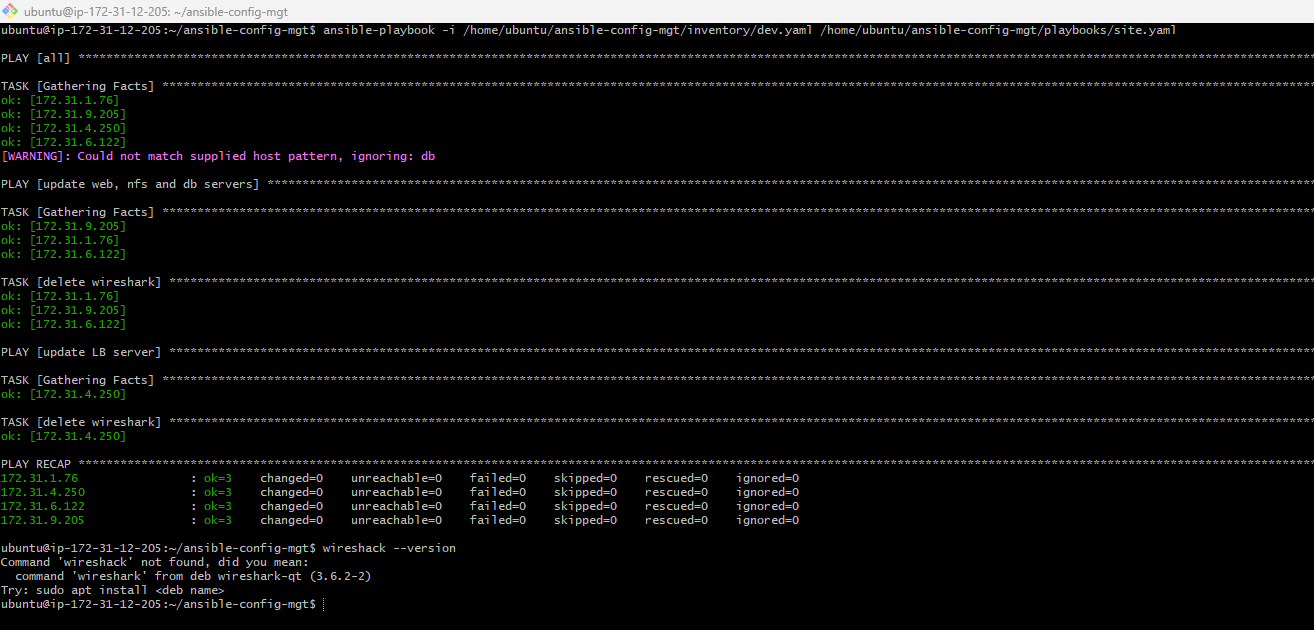 ubuntu@ip-172-31-12-205: ~/ansible-config-mgt
ubuntu@ip-172-31-12-205:~/ansible-config-mgt$ ansible-playbook -i /home/ubuntu/ansible-config-mgt/inventory/dev.yaml /home/ubuntu/ansible-config-mgt/playbooks/site.yaml
PLAY [all] ****************************************************************************************************************************************************************************
TASK [Gathering Facts] ******************************************************************************************************************************************************************
ok: [172.31.1.76]
ok: [172.31.9.205]
ok: [172.31.4.250]
ok: [172.31.6.122]
[WARNING]: Could not match supplied host pattern, ignoring: db
PLAY [update web, nfs and db servers] ***************************************************************************************************************************************************
TASK [Gathering Facts] ******************************************************************************************************************************************************************
ok: [172.31.9.205]
ok: [172.31.1.76]
ok: [172.31.6.122]
TASK [delete wireshark] *****************************************************************************************************************************************************************
ok: [172.31.1.76]
ok: [172.31.9.205]
ok: [172.31.6.122]
PLAY [update LB server] *****************************************************************************************************************************************************************
TASK [Gathering Facts] ******************************************************************************************************************************************************************
ok: [172.31.4.250]
TASK [delete wireshark] *****************************************************************************************************************************************************************
ok: [172.31.4.250]
PLAY RECAP ******************************************************************************************************************************************************************************
172.31.1.76                : ok=3    changed=0    unreachable=0    failed=0    skipped=0    rescued=0    ignored=0
172.31.4.250               : ok=3    changed=0    unreachable=0    failed=0    skipped=0    rescued=0    ignored=0
172.31.6.122               : ok=3    changed=0    unreachable=0    failed=0    skipped=0    rescued=0    ignored=0
172.31.9.205               : ok=3    changed=0    unreachable=0    failed=0    skipped=0    rescued=0    ignored=0
ubuntu@ip-172-31-12-205:~/ansible-config-mgt$ wireshack --version
Command 'wireshack' not found, did you mean:
  command 'wireshark' from deb wireshark-qt (3.6.2-2)
Try: sudo apt install <deb name>
ubuntu@ip-172-31-12-205:~/ansible-config-mgt$